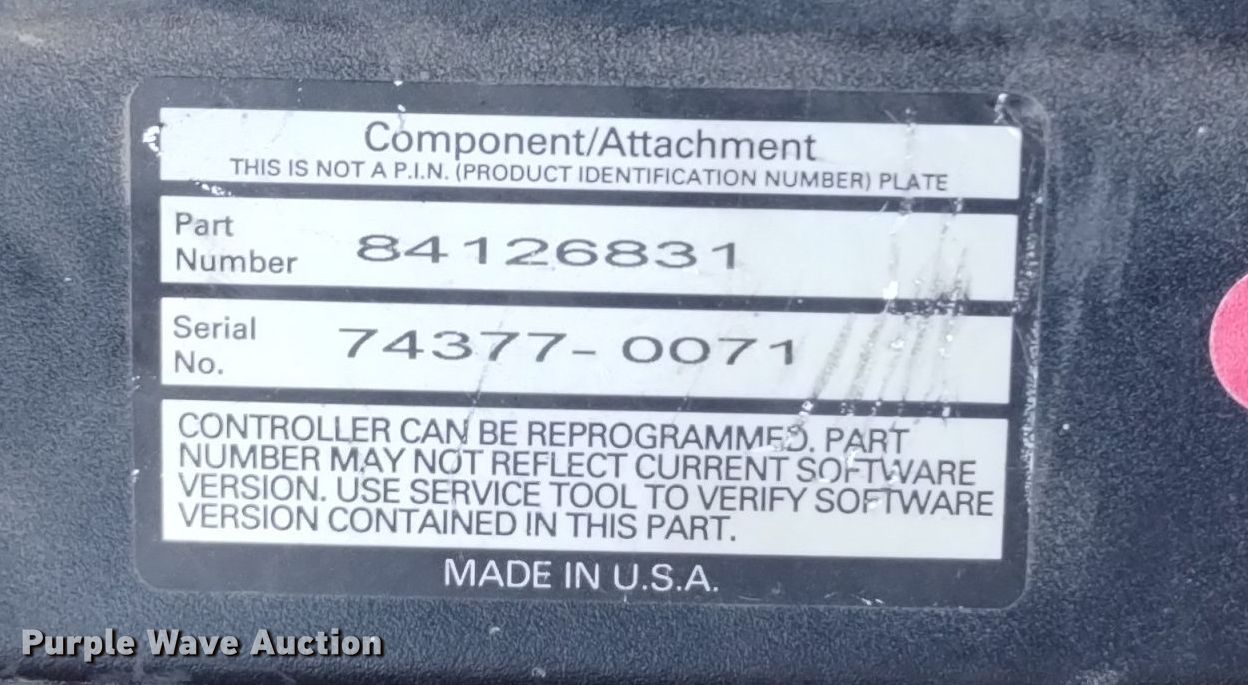 Component/Attachment
THIS IS NOT A P.I.N. (PRODUCT IDENTIFICATION NUMBER) PLATE
Part
Number 84126831
Serial
No. 74377-0071
CONTROLLER CAN BE REPROGRAMMED. PART
NUMBER MAY NOT REFLECT CURRENT SOFTWARE
VERSION. USE SERVICE TOOL TO VERIFY SOFTWARE
VERSION CONTAINED IN THIS PART.
MADE IN U.S.A.
Purple Wave Auction